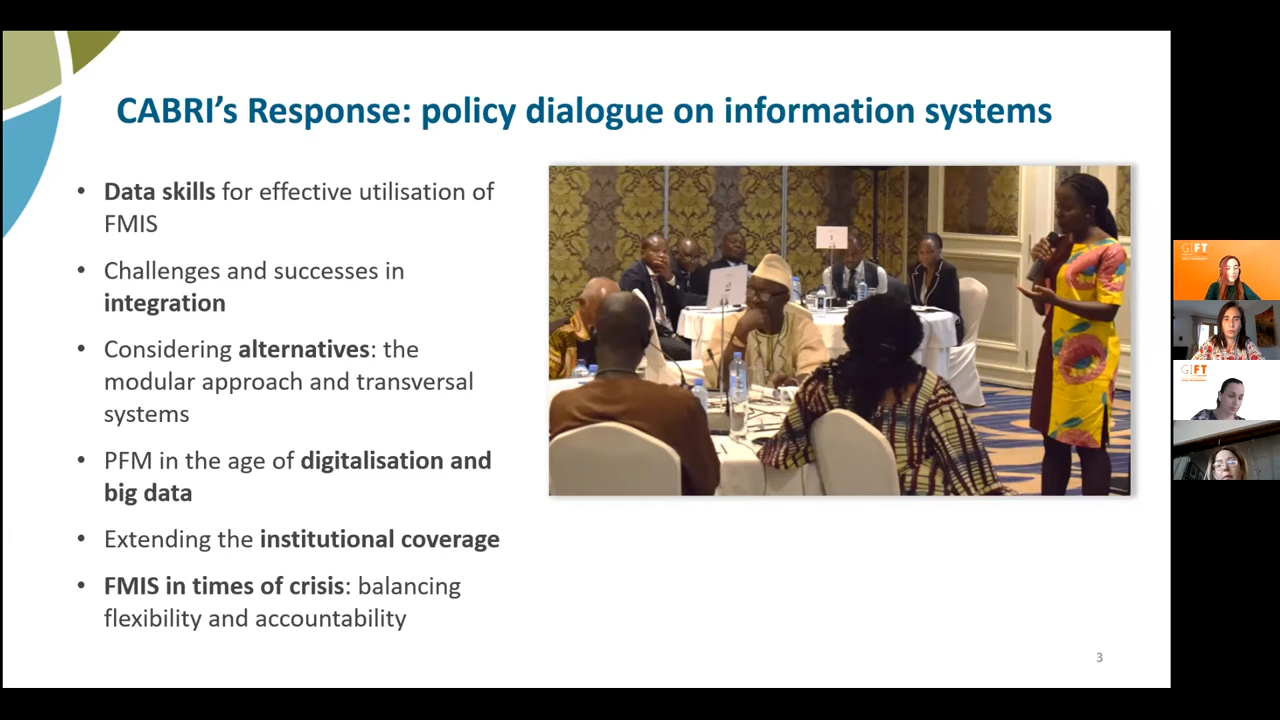 CABRI’s Response: policy dialogue on information systems
• Data skills for effective utilisation of
FMIS
• Challenges and successes in
integration
• Considering alternatives: the
modular approach and transversal
systems
• PFM in the age of digitalisation and
big data
• Extending the institutional coverage
• FMIS in times of crisis: balancing
flexibility and accountability
3
GIFT
GIFT